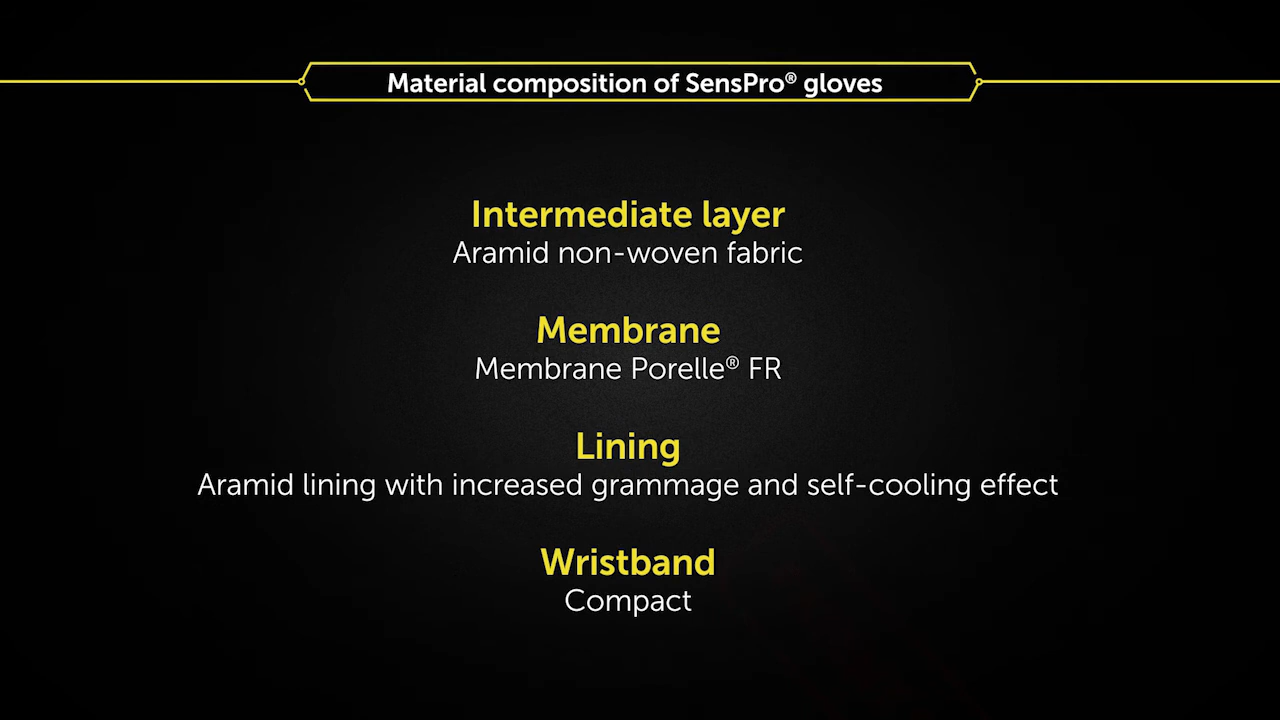 Material composition of SensPro® gloves
Intermediate layer
Aramid non-woven fabric
Membrane
Membrane Porelle® FR
Lining
Aramid lining with increased grammage and self-cooling effect
Wristband
Compact